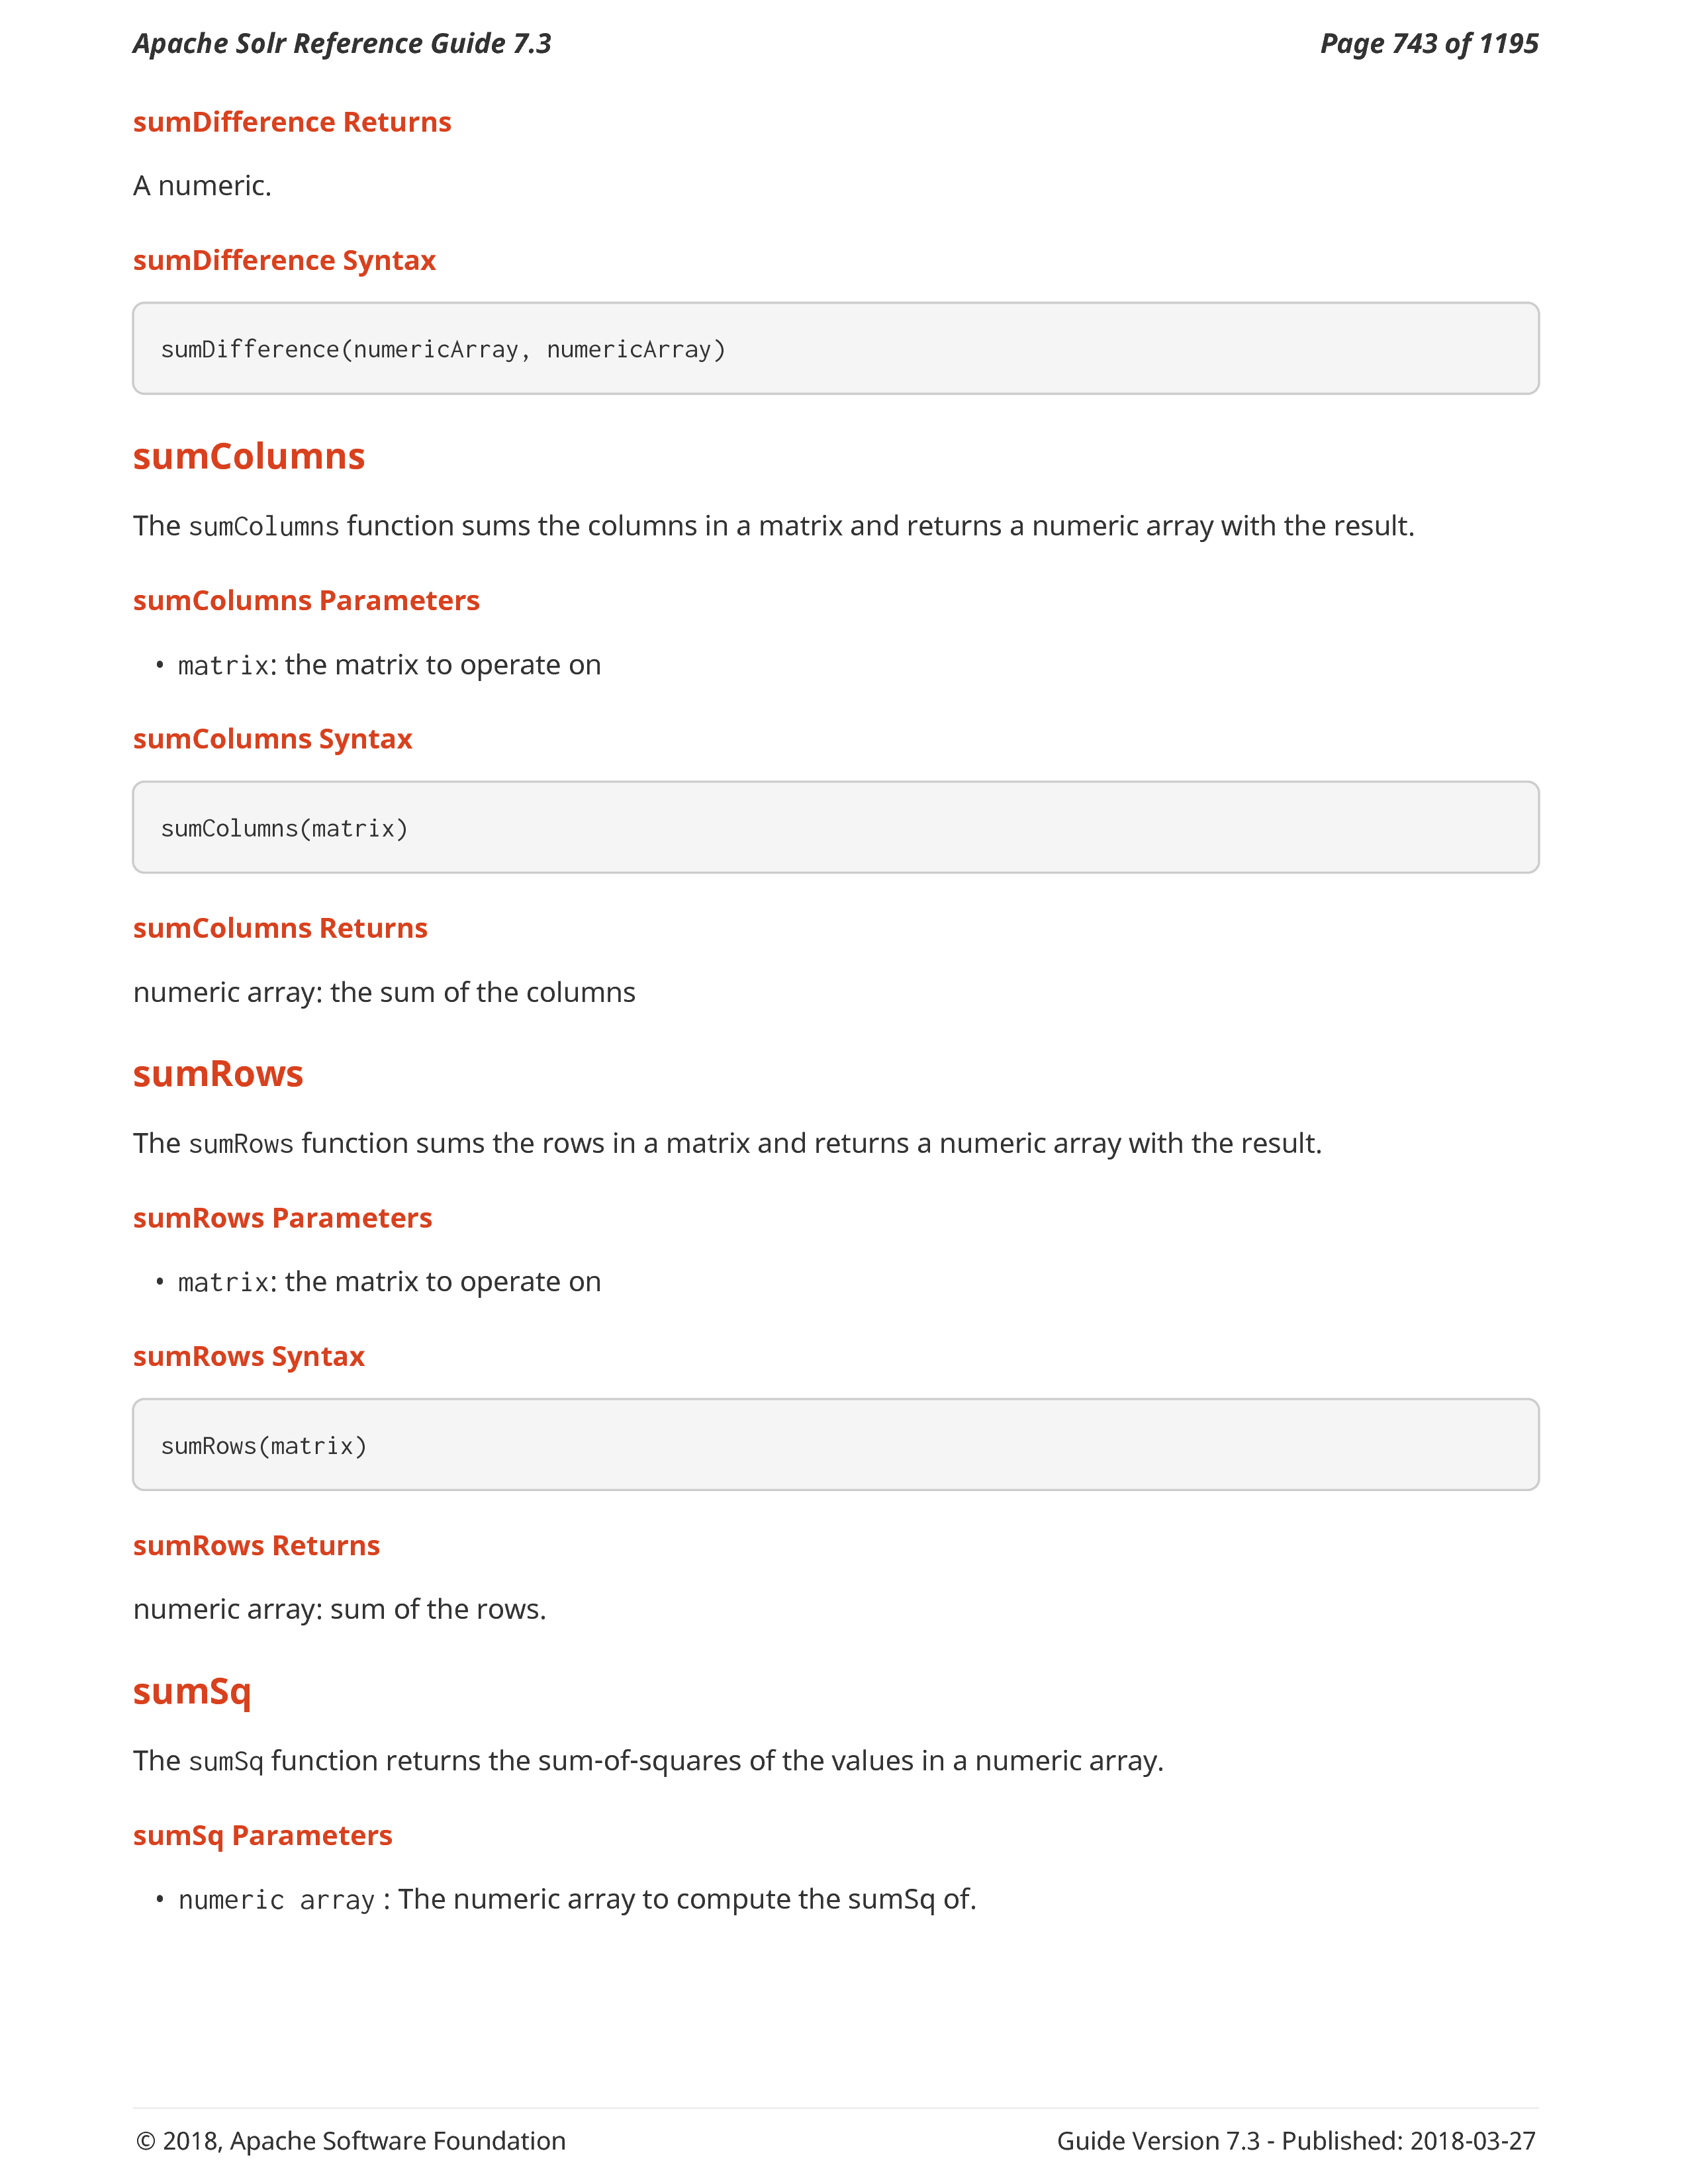 Apache Solr Reference Guide 7.3
Page 743 of 1195
sumDifference Returns
A numeric.
sumDifference Syntax
sumDifference(numericArray, numericArray)
sumColumns
The sumColumns function sums the columns in a matrix and returns a numeric array with the result.
sumColumns Parameters
• matrix: the matrix to operate on
sumColumns Syntax
sumColumns(matrix)
sumColumns Returns
numeric array: the sum of the columns
sumRows
The sumRows function sums the rows in a matrix and returns a numeric array with the result.
sumRows Parameters
• matrix: the matrix to operate on
sumRows Syntax
sumRows(matrix)
sumRows Returns
numeric array: sum of the rows.
sumSq
The sumSq function returns the sum-of-squares of the values in a numeric array.
sumSq Parameters
• numeric array : The numeric array to compute the sumSq of.
© 2018, Apache Software Foundation
Guide Version 7.3 - Published: 2018-03-27